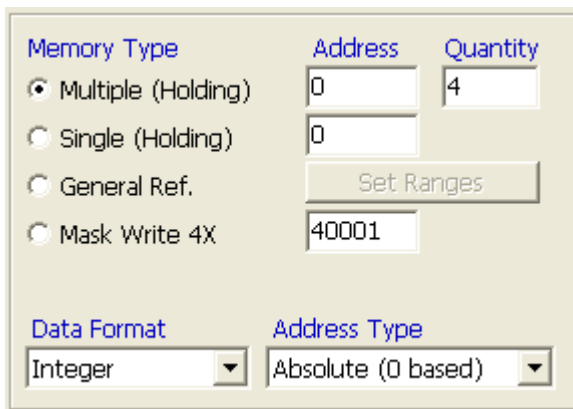 Memory Type Address Quantity
Multiple (Holding) 0 4
Single (Holding) 0
General Ref. Set Ranges
Mask Write 4X 40001
Data Format Address Type
Integer Absolute (0 based)